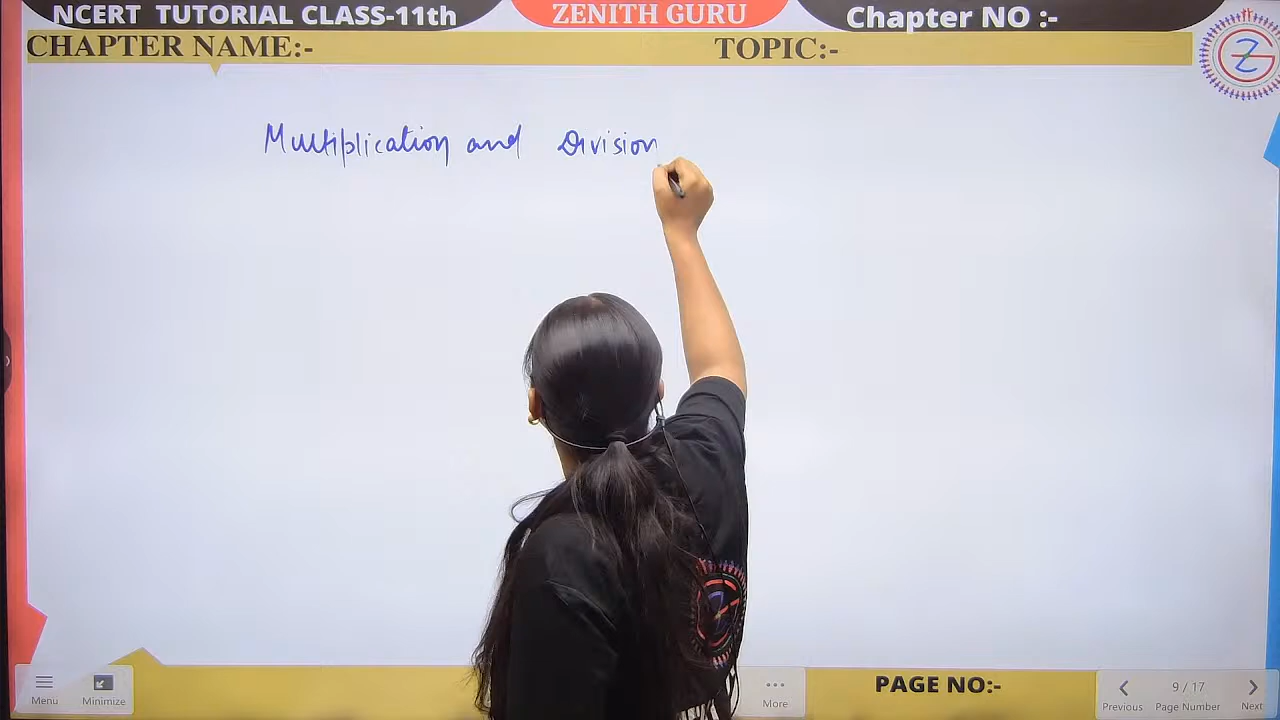 NCERT TUTORIAL CLASS-11th
ZENITH GURU
Chapter NO :-
CHAPTER NAME:-
TOPIC:-
Multiplication and Division
Menu
Minimize
More
PAGE NO:-
Previous
9 / 17
Page Number
Next